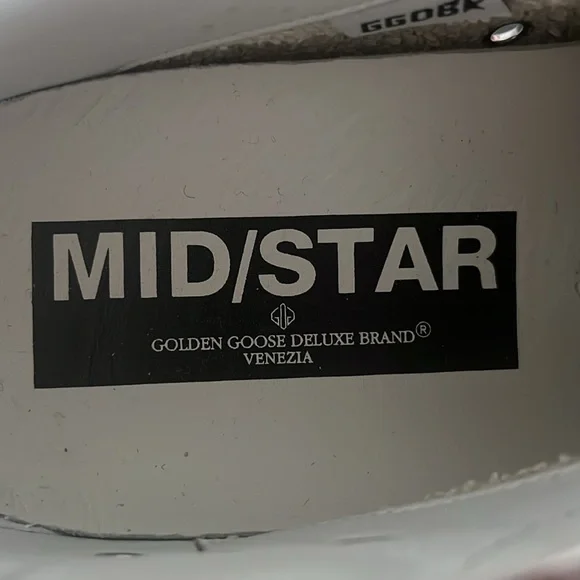 GGDBK
MID/STAR
GOLDEN GOOSE DELUXE BRAND®
VENEZIA